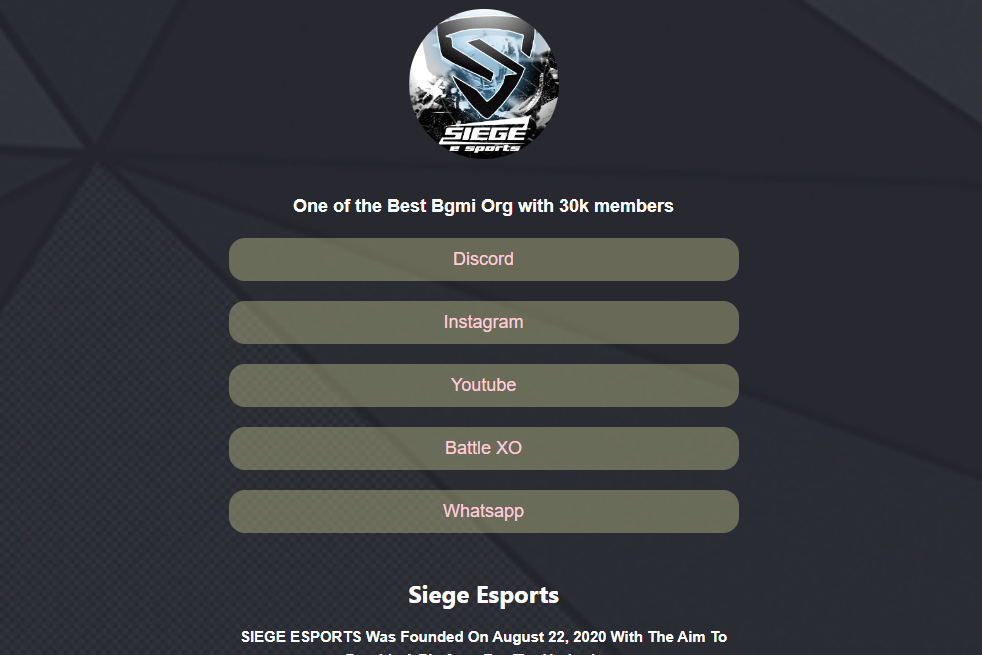 SIEGE
e sports
One of the Best Bgmi Org with 30k members
Discord
Instagram
Youtube
Battle XO
Whatsapp
Siege Esports
SIEGE ESPORTS Was Founded On August 22, 2020 With The Aim To